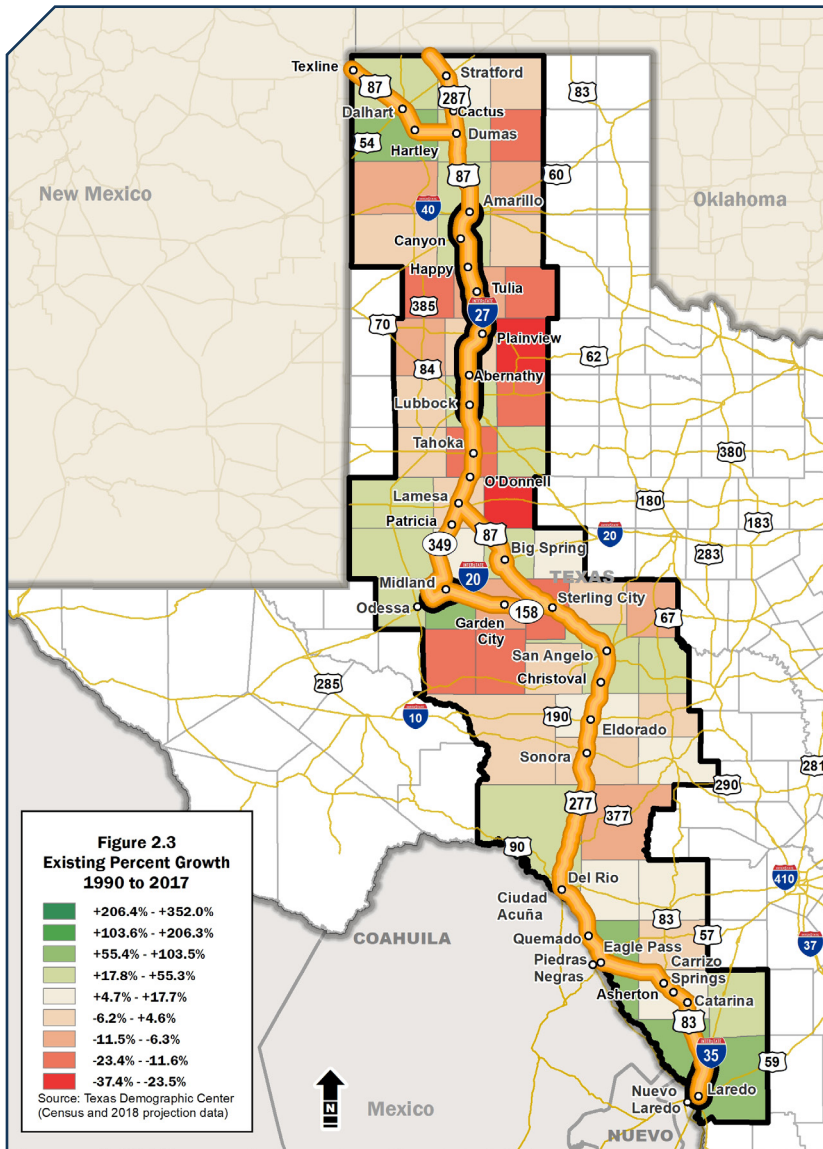 Texline
87
Stratford
83
287
Cactus
Dalhart
Dumas
54
Hartley
87
60
New Mexico
Oklahoma
40
Amarillo
Canyon
Happy
Tulia
385
INTERSTATE
27
70
Plainview
62
84
Abernathy
Lubbock
Tahoka
380
O'Donnell
Lamesa
180
Patricia
183
87
20
349
Big Spring
283
INTERSTATE
20
TEXAS
Midland
Sterling City
Odessa
158
67
Garden
City
San Angelo
Christoval
285
10
190
Eldorado
Sonora
281
290
277
377
90
Del Rio
410
Ciudad
Acuña
83
57
Quemado
COAHUILA
Eagle Pass
37
Piedras
Negras
Carrizo
Springs
Asherton
Catarina
83
INTERSTATE
35
59
Laredo
Nuevo
Laredo
Mexico
NUEVO
N
Figure 2.3
Existing Percent Growth
1990 to 2017
+206.4% - +352.0%
+103.6% - +206.3%
+55.4% - +103.5%
+17.8% - +55.3%
+4.7% - +17.7%
-6.2% - +4.6%
-11.5% - -6.3%
-23.4% - -11.6%
-37.4% - -23.5%
Source: Texas Demographic Center
(Census and 2018 projection data)